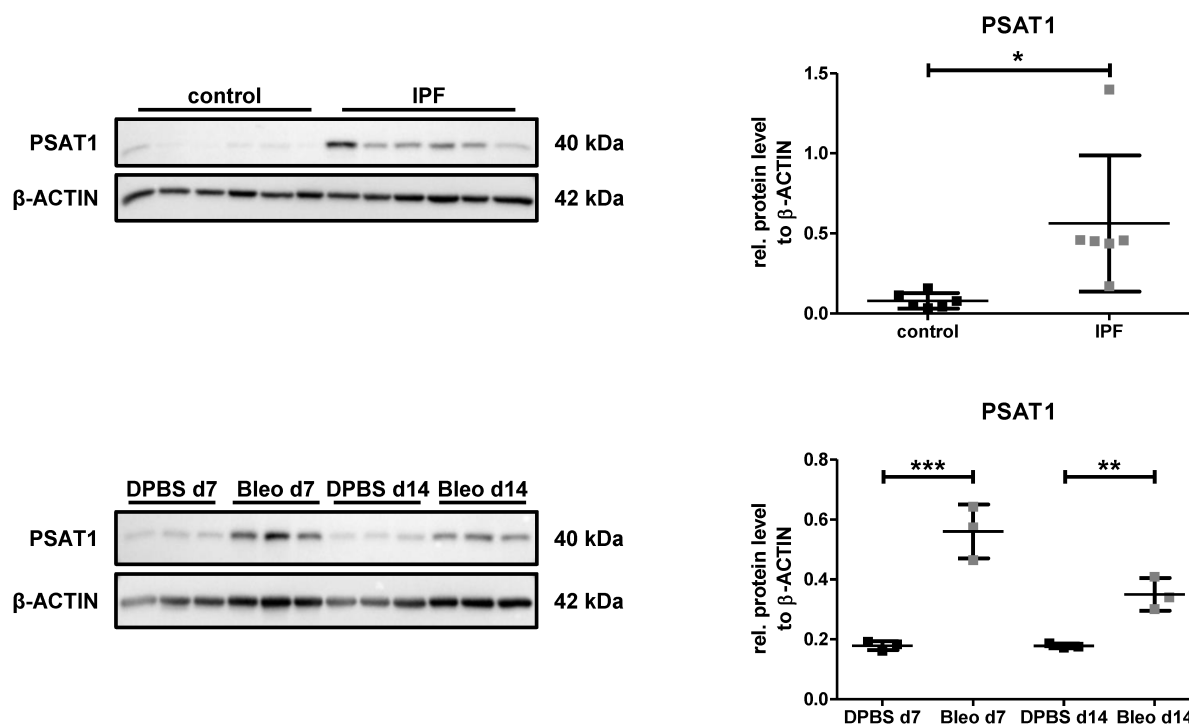 control IPF
PSAT1 40 kDa
β-ACTIN 42 kDa
PSAT1
*
rel. protein level
to β-ACTIN
1.5
1.0
0.5
0.0
control IPF
DPBS d7 Bleo d7 DPBS d14 Bleo d14
PSAT1 40 kDa
β-ACTIN 42 kDa
PSAT1
*** **
rel. protein level
to β-ACTIN
0.8
0.6
0.4
0.2
0.0
DPBS d7 Bleo d7 DPBS d14 Bleo d14